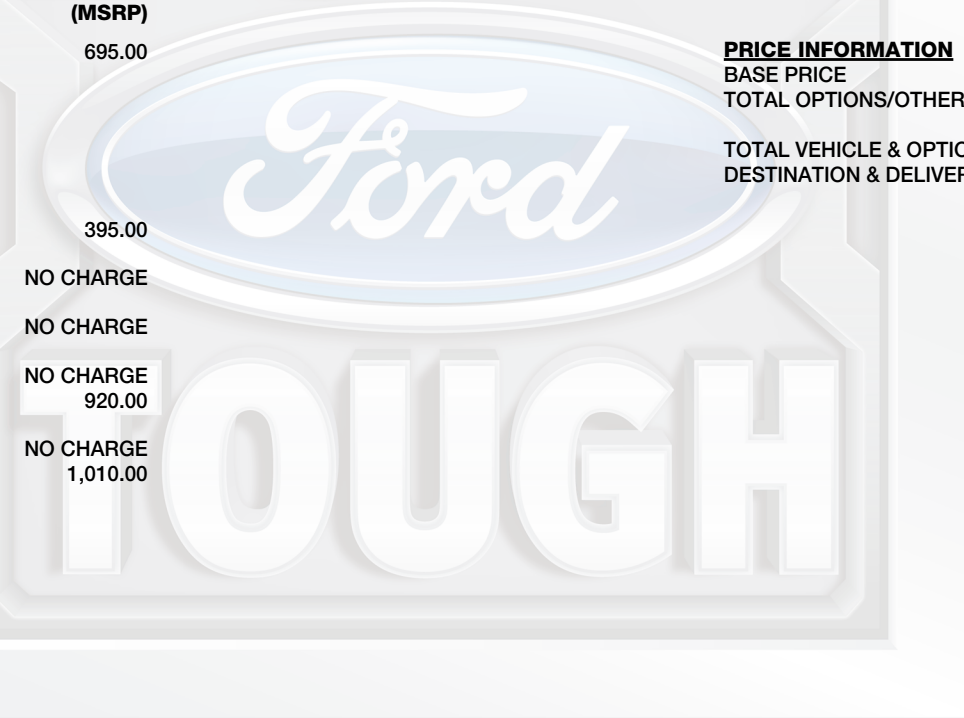 (MSRP)
695.00
395.00
NO CHARGE
NO CHARGE
NO CHARGE
920.00
NO CHARGE
1,010.00
PRICE INFORMATION
BASE PRICE
TOTAL OPTIONS/OTHER
TOTAL VEHICLE & OPTIO
DESTINATION & DELIVER
Ford
TOUGH